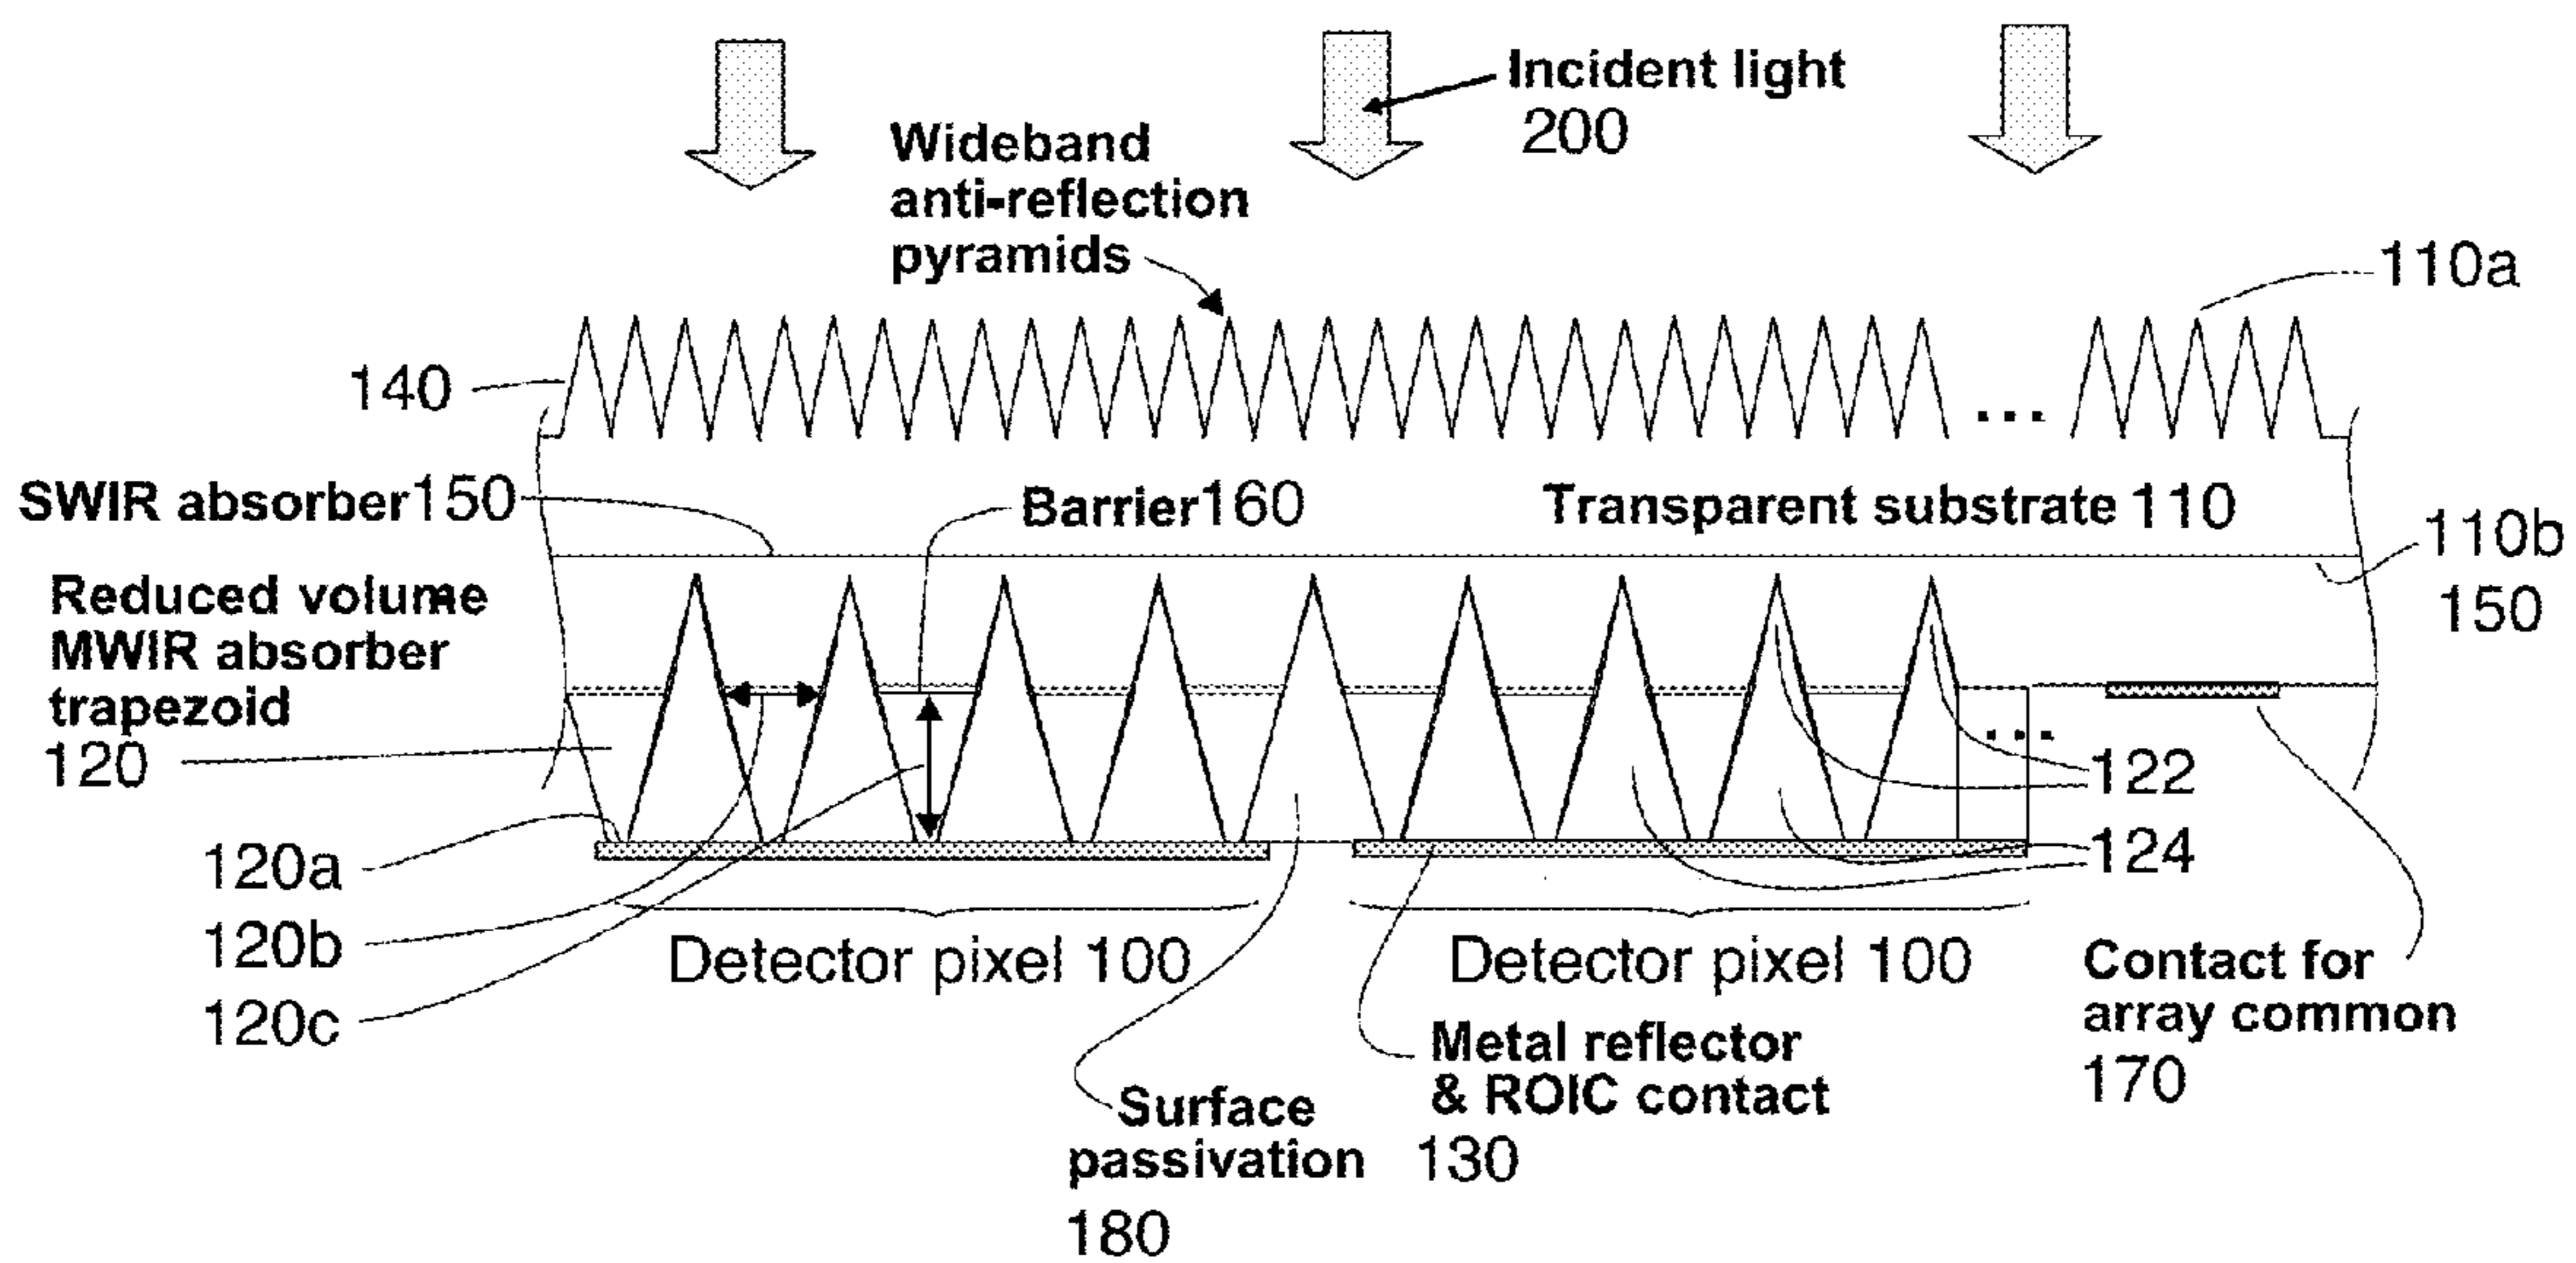 Incident light
200
Wideband
anti-reflection
pyramids
110a
140
SWIR absorber150
Barrier160
Transparent substrate 110
110b
150
Reduced volume
MWIR absorber
trapezoid
120
...
...
122
124
120a
120b
120c
Detector pixel 100
Detector pixel 100
Contact for
array common
170
Metal reflector
& ROIC contact
130
Surface
passivation
180